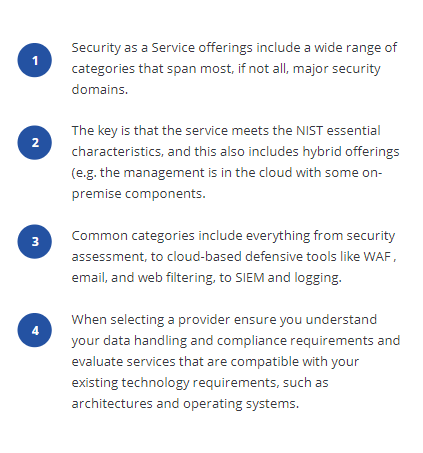 1
Security as a Service offerings include a wide range of
categories that span most, if not all, major security
domains.
2
The key is that the service meets the NIST essential
characteristics, and this also includes hybrid offerings
(e.g. the management is in the cloud with some on-
premise components.
3
Common categories include everything from security
assessment, to cloud-based defensive tools like WAF ,
email, and web filtering, to SIEM and logging.
4
When selecting a provider ensure you understand
your data handling and compliance requirements and
evaluate services that are compatible with your
existing technology requirements, such as
architectures and operating systems.